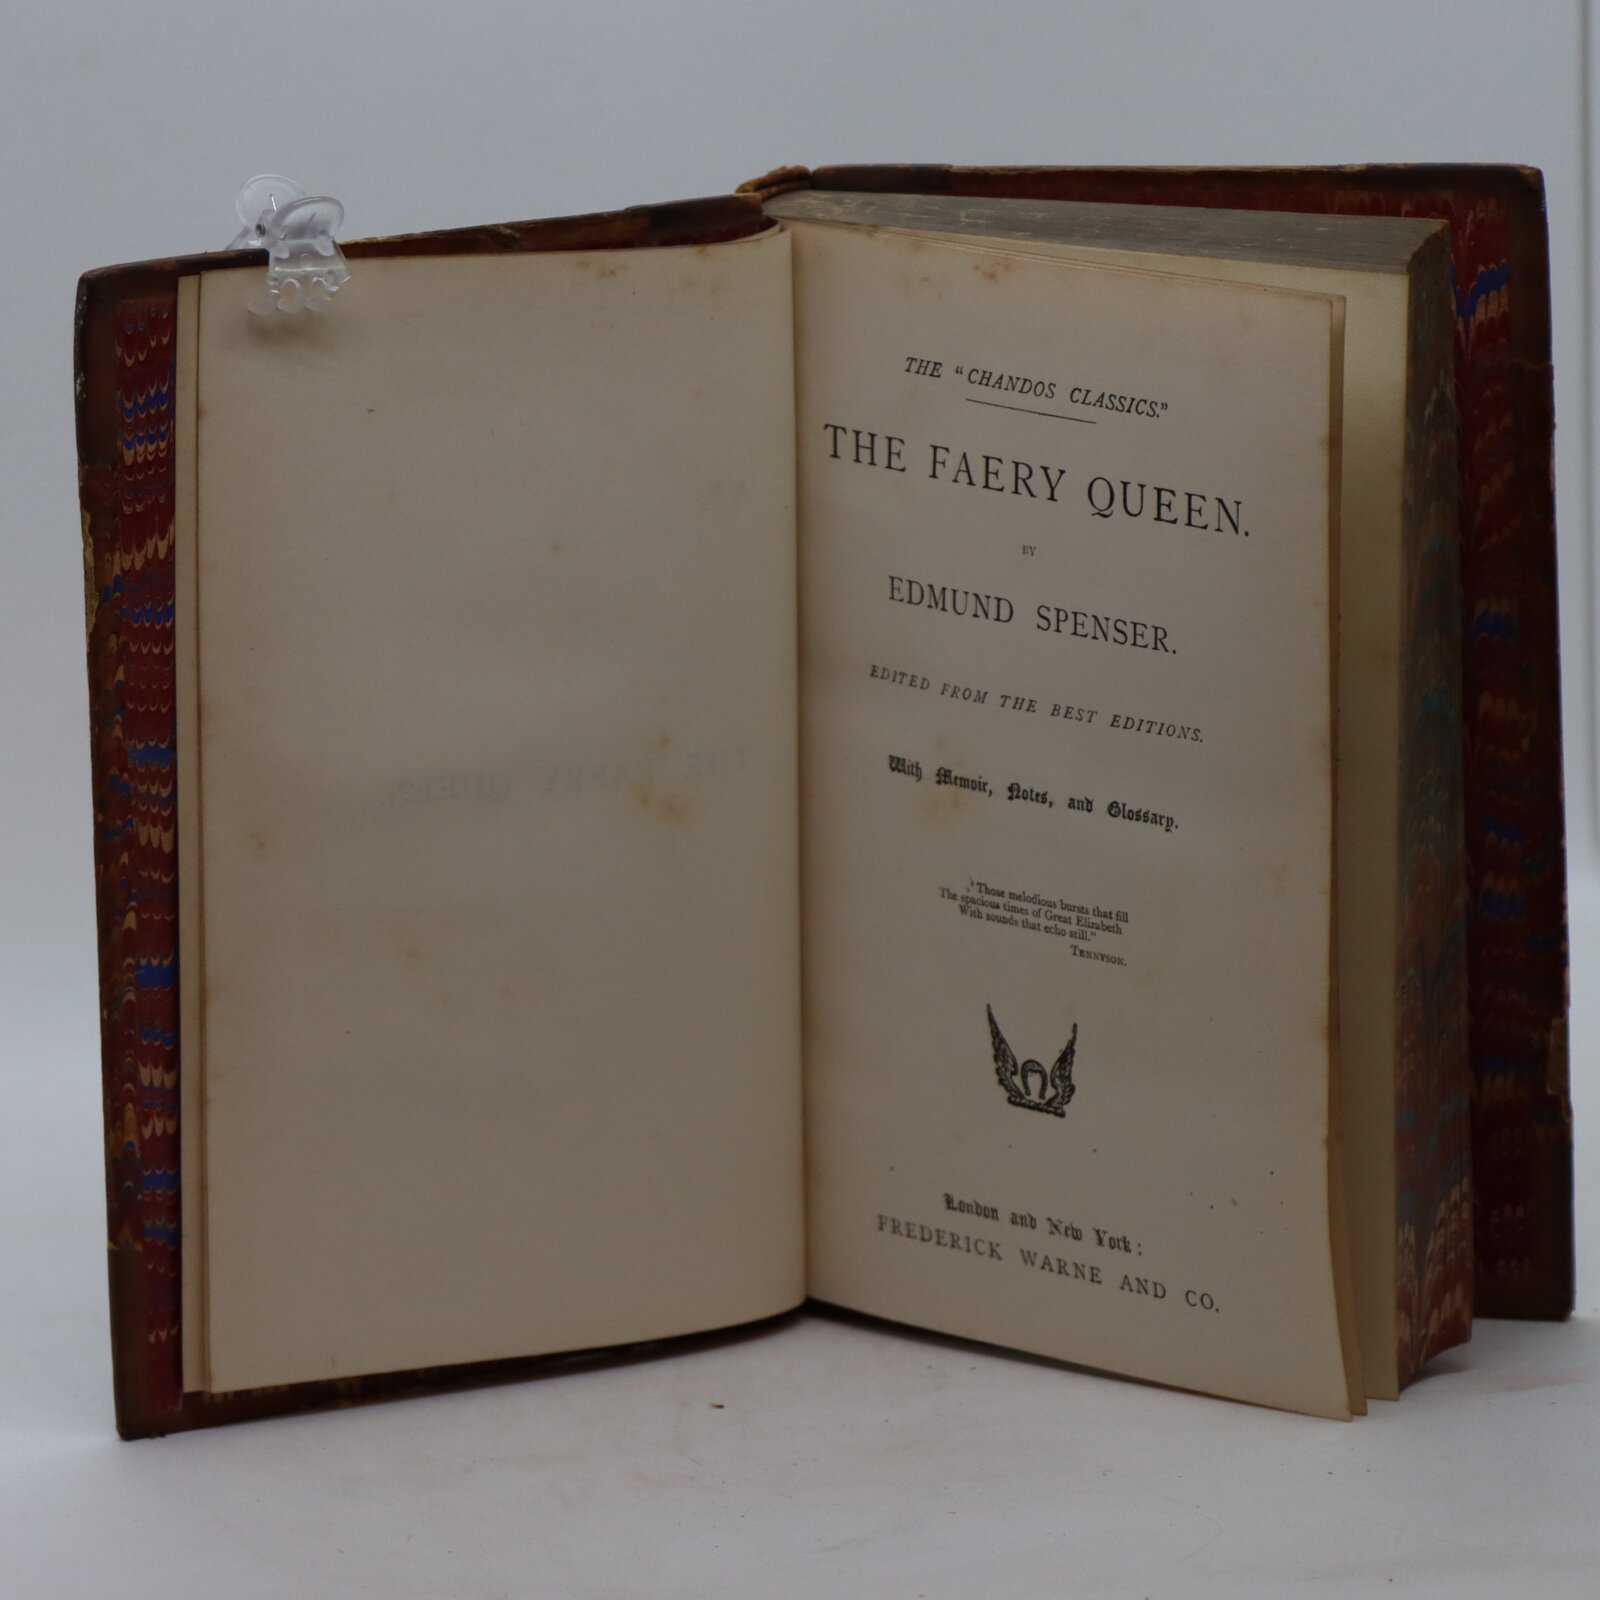 THE "CHANDOS CLASSICS."
THE FAERY QUEEN.
BY
EDMUND SPENSER.
EDITED FROM THE BEST EDITIONS.
With Memoir, Notes, and Glossary.
"Those melodious bursts that fill
The spacious times of Great Elizabeth
With sounds that echo still."
TENNYSON.
London and New York:
FREDERICK WARNE AND CO.